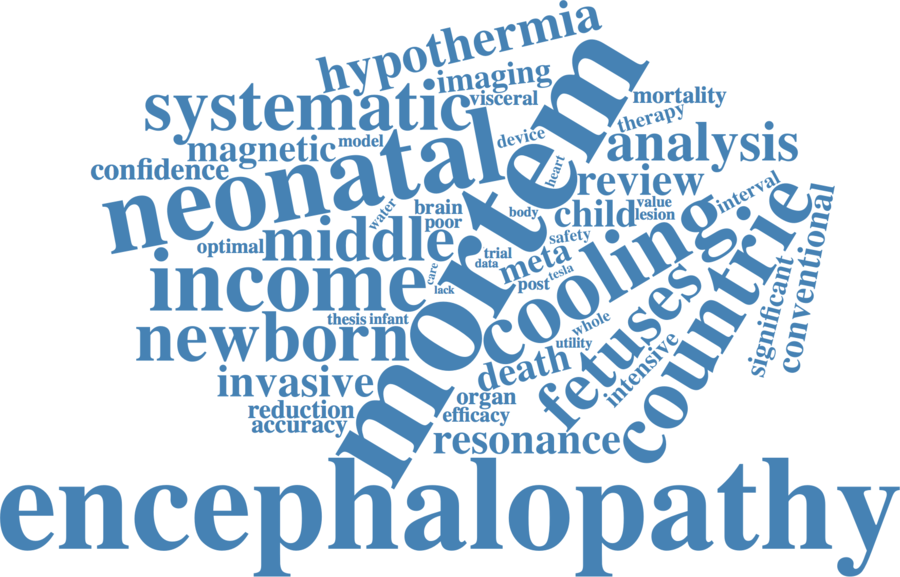 hypothermia
imaging
systematic
visceral
mortem
mortality
therapy
magnetic
model
neonatal
device
analysis
confidence
heart
review
interval
water
brain
body
child
value
lesion
poor
optimal
middle
trial
data
safety
meta
cooling
countrie
conventional
significant
income
care
lack
post
tesla
fetuses
thesis
infant
newborn
whole
utility
invasive
death
intensive
reduction
organ
accuracy
efficacy
resonance
encephalopathy